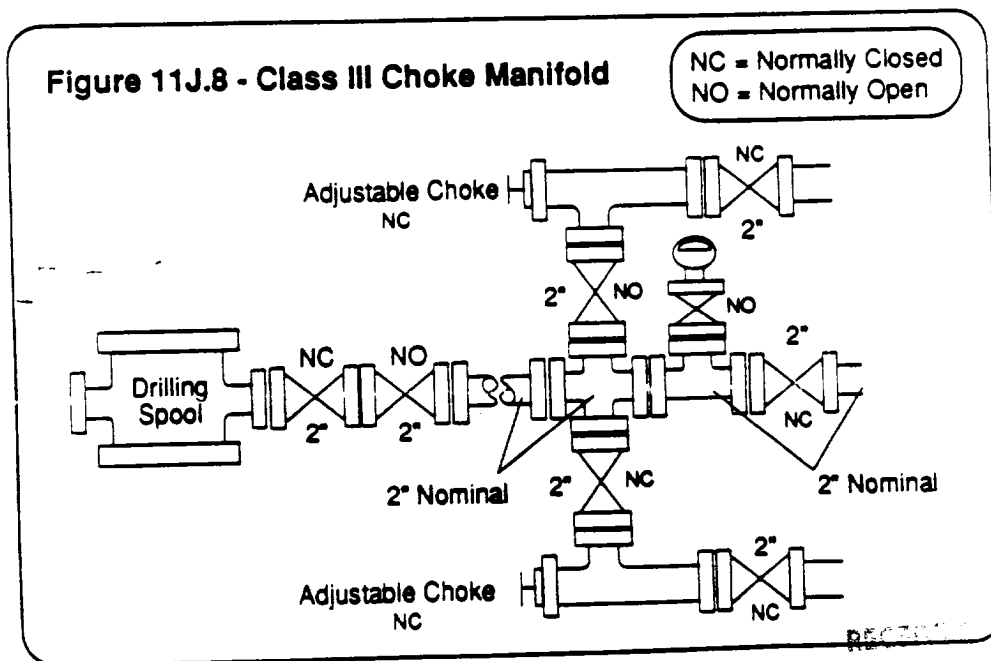 Figure 11J.8 - Class III Choke Manifold
NC = Normally Closed
NO = Normally Open
Adjustable Choke
NC
NC
2"
2"
NO
NO
2"
Drilling
Spool
NC
NO
2"
2"
NC
2" Nominal
2"
NC
2" Nominal
Adjustable Choke
NC
2"
NC